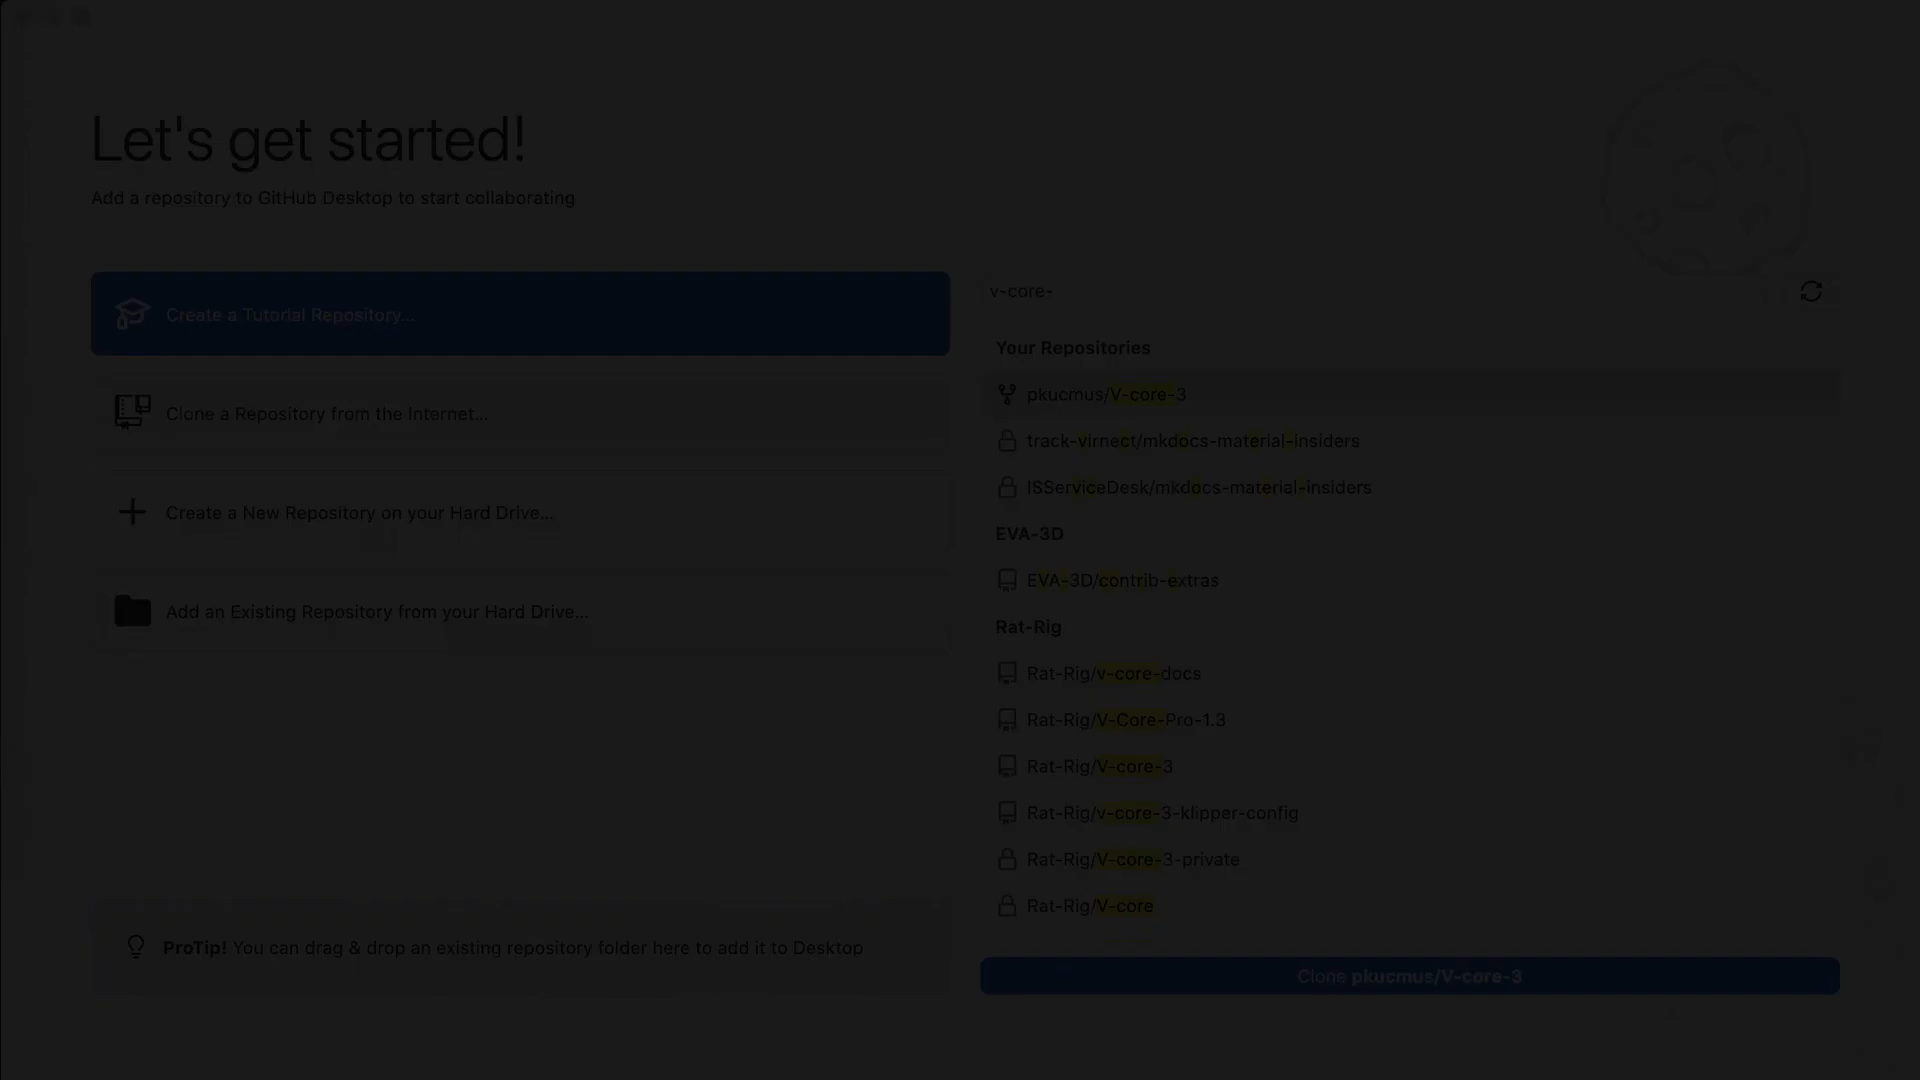 Let's get started!
Add a repository to GitHub Desktop to start collaborating
Create a Tutorial Repository...
Clone a Repository from the Internet...
Create a New Repository on your Hard Drive...
Add an Existing Repository from your Hard Drive...
ProTip! You can drag & drop an existing repository folder here to add it to Desktop
v-core-
Your Repositories
pkucmus/V-core-3
track-virnect/mkdocs-material-insiders
ISServiceDesk/mkdocs-material-insiders
EVA-3D
EVA-3D/contrib-extras
Rat-Rig
Rat-Rig/v-core-docs
Rat-Rig/V-Core-Pro-1.3
Rat-Rig/V-core-3
Rat-Rig/v-core-3-klipper-config
Rat-Rig/V-core-3-private
Rat-Rig/V-core
Clone pkucmus/V-core-3